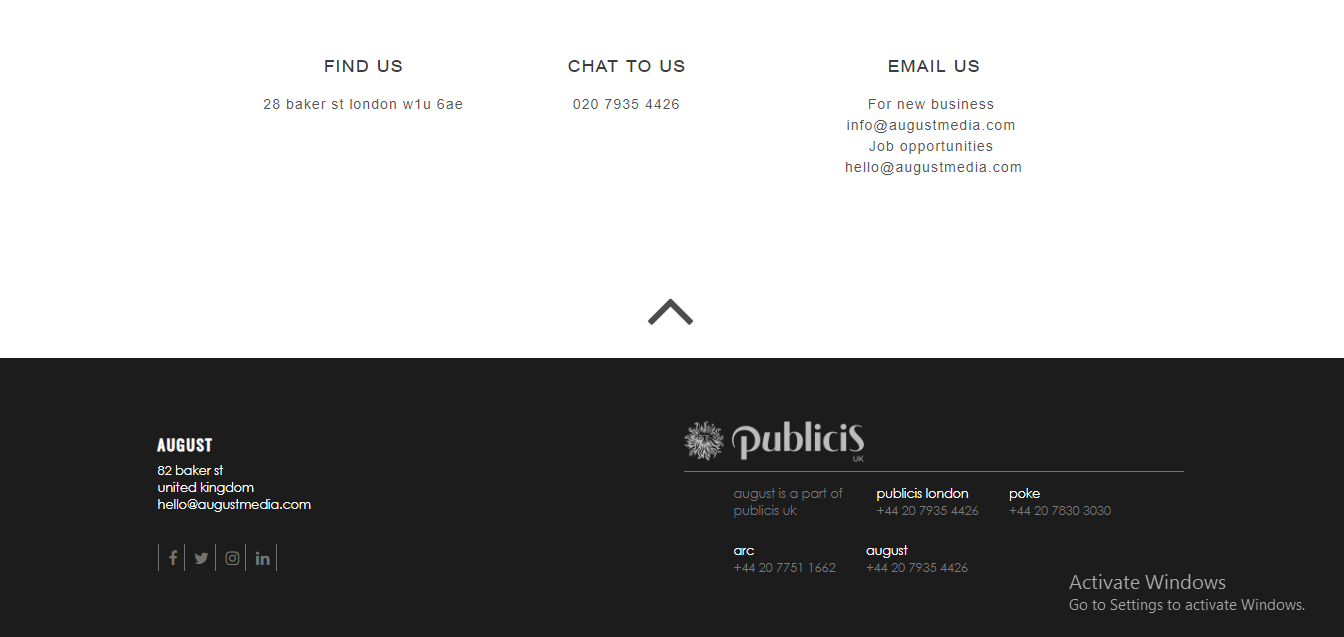 FIND US
28 baker st london w1u 6ae
CHAT TO US
020 7935 4426
EMAIL US
For new business
info@augustmedia.com
Job opportunities
hello@augustmedia.com
AUGUST
82 baker st
united kingdom
hello@augustmedia.com
publicis
UK
august is a part of
publicis uk
publicis london
+44 20 7935 4426
poke
+44 20 7830 3030
arc
+44 20 7751 1662
august
+44 20 7935 4426
Activate Windows
Go to Settings to activate Windows.